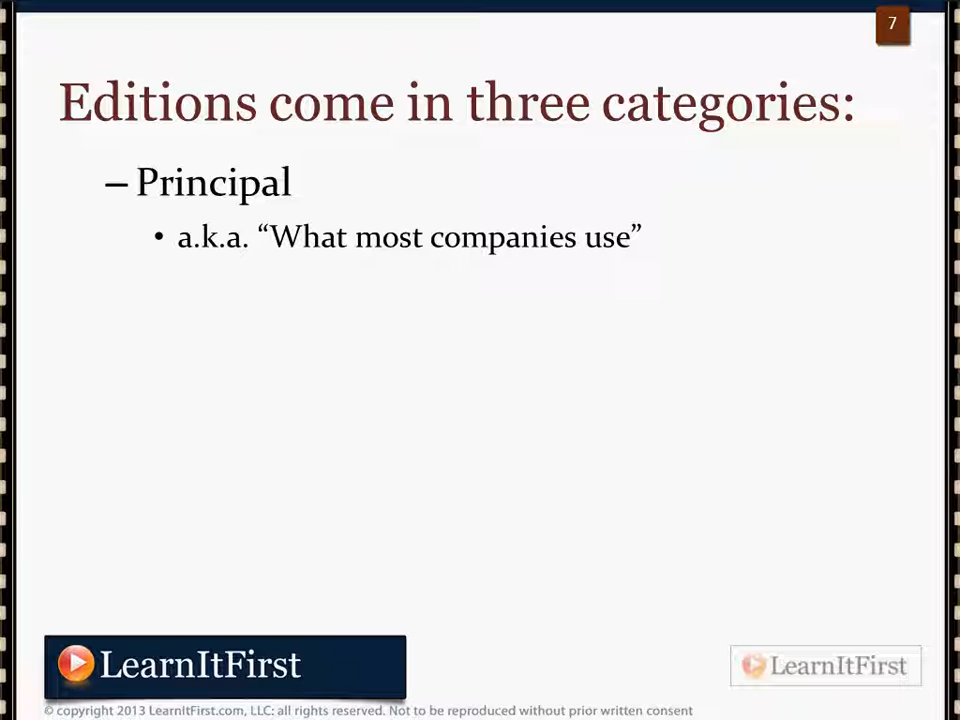 7
Editions come in three categories:
– Principal
• a.k.a. “What most companies use”
LearnItFirst
LearnItFirst
© copyright 2013 LearnItFirst.com, LLC: all rights reserved. Not to be reproduced without prior written consent